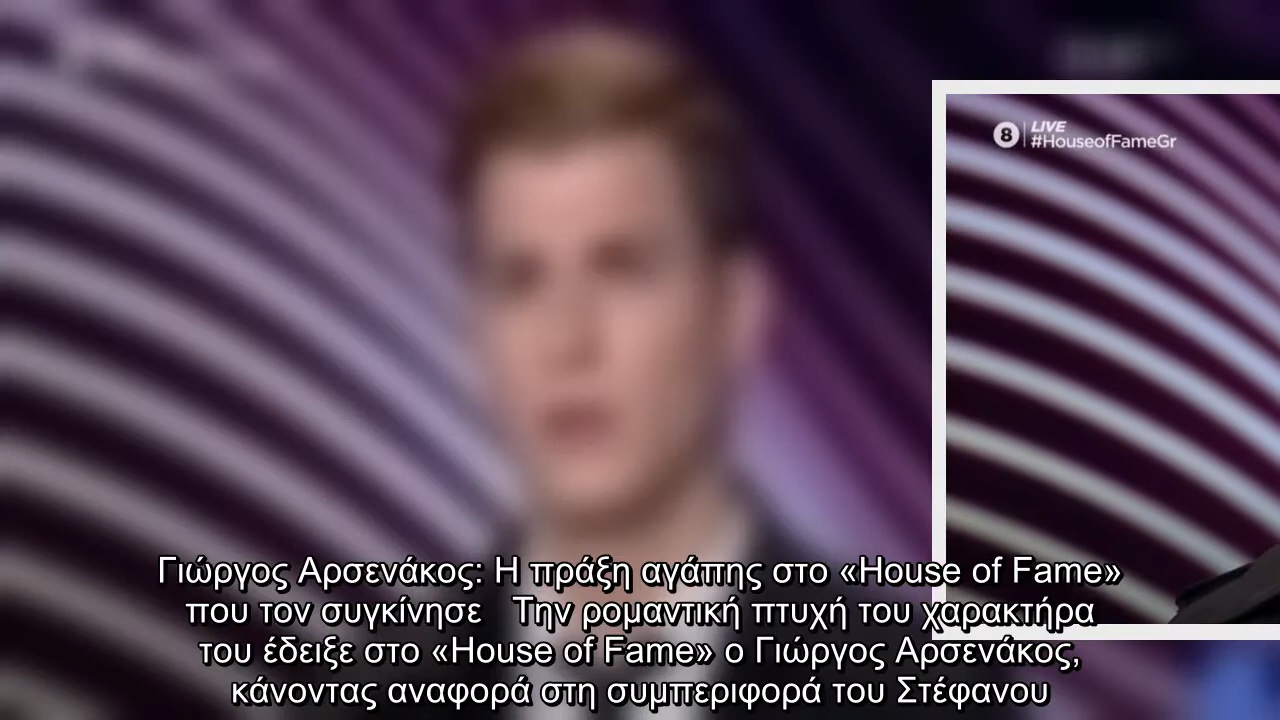 8 LIVE
#HouseofFameGr
Γιώργος Αρσενάκος: Η πράξη αγάπης στο «House of Fame»
που τον συγκίνησε   Την ρομαντική πτυχή του χαρακτήρα
του έδειξε στο «House of Fame» ο Γιώργος Αρσενάκος,
κάνοντας αναφορά στη συμπεριφορά του Στέφανου